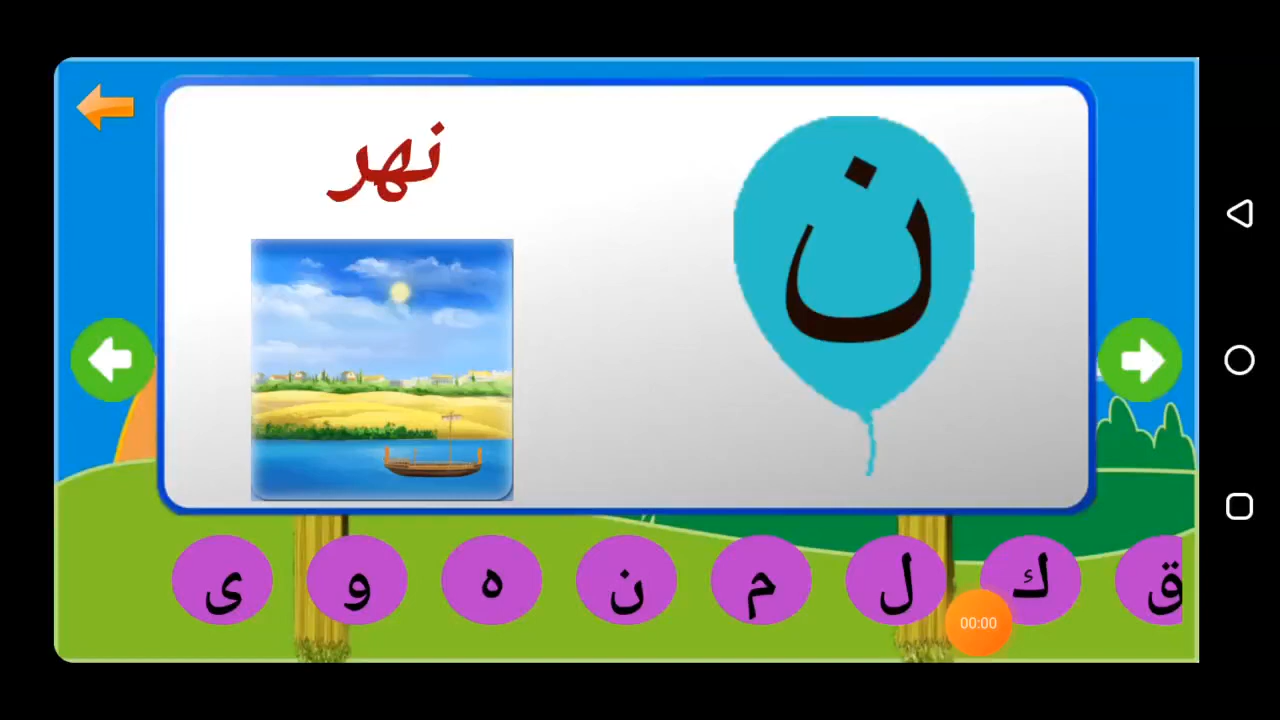 نهر
ن
ق ك ل م ن ه و ى
00:00